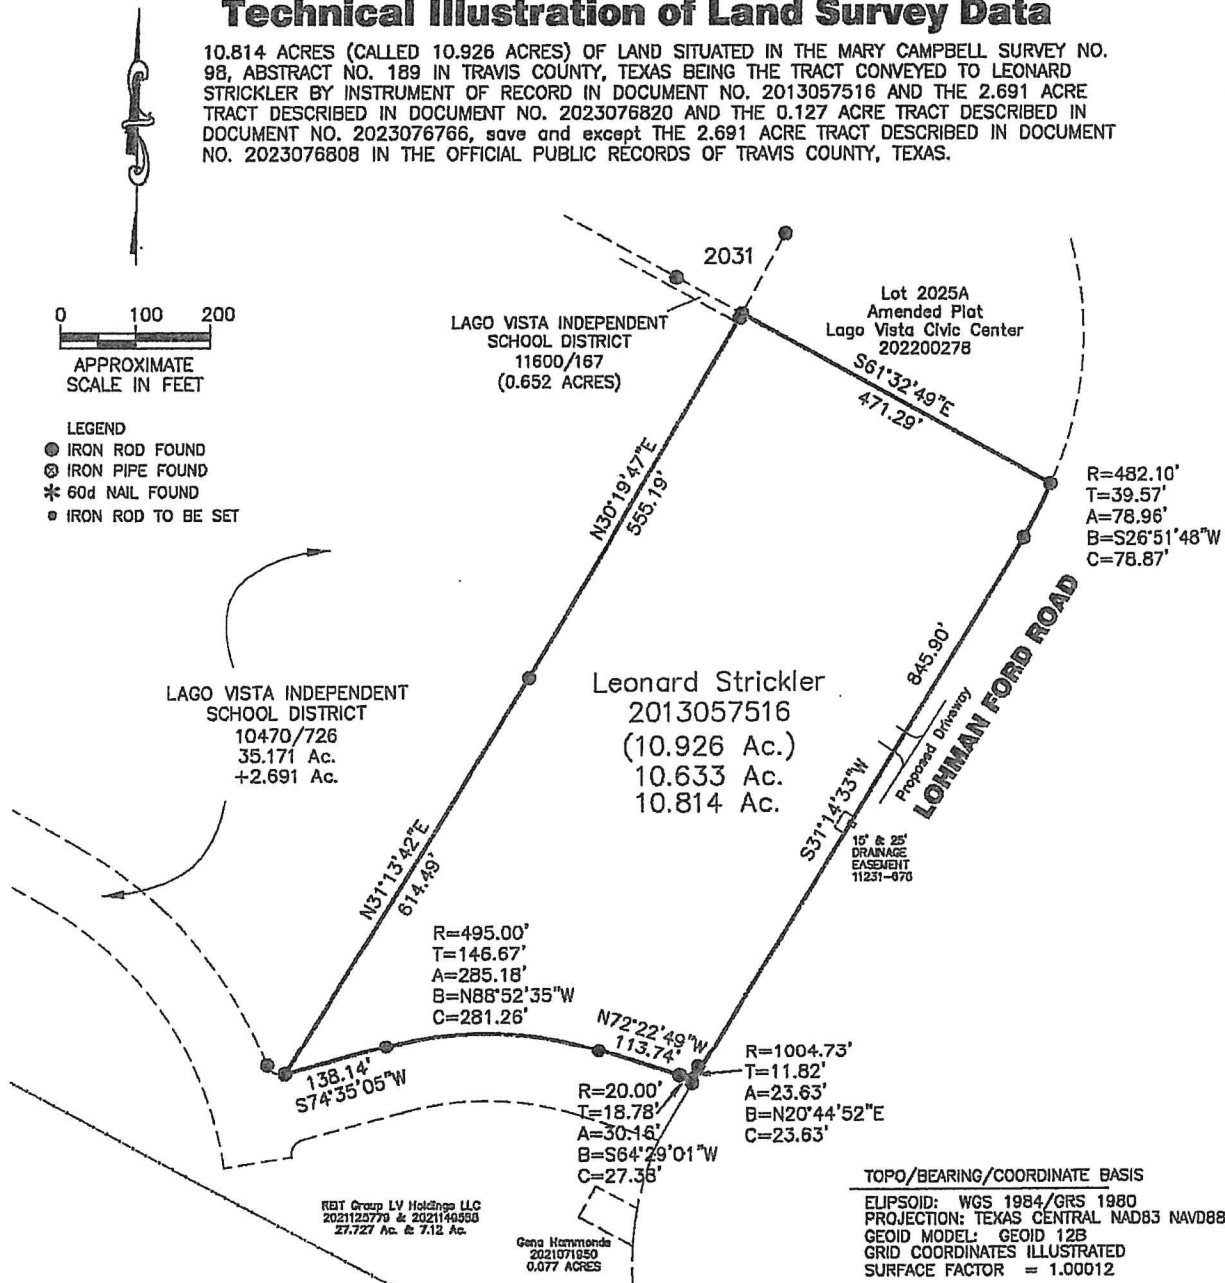 Technical Illustration of Land Survey Data
10.814 ACRES (CALLED 10.926 ACRES) OF LAND SITUATED IN THE MARY CAMPBELL SURVEY NO.
98, ABSTRACT NO. 189 IN TRAVIS COUNTY, TEXAS BEING THE TRACT CONVEYED TO LEONARD
STRICKLER BY INSTRUMENT OF RECORD IN DOCUMENT NO. 2013057516 AND THE 2.691 ACRE
TRACT DESCRIBED IN DOCUMENT NO. 2023076820 AND THE 0.127 ACRE TRACT DESCRIBED IN
DOCUMENT NO. 2023076766, save and except THE 2.691 ACRE TRACT DESCRIBED IN DOCUMENT
NO. 2023076808 IN THE OFFICIAL PUBLIC RECORDS OF TRAVIS COUNTY, TEXAS.
2031
0 100 200
APPROXIMATE
SCALE IN FEET
LAGO VISTA INDEPENDENT
SCHOOL DISTRICT
11600/167
(0.652 ACRES)
Lot 2025A
Amended Plat
Lago Vista Civic Center
202200278
S61°32'49"E
471.29'
LEGEND
IRON ROD FOUND
IRON PIPE FOUND
60d NAIL FOUND
IRON ROD TO BE SET
N30°19'47"E
555.19'
R=482.10'
T=39.57'
A=78.96'
B=S26°51'48"W
C=78.87'
LAGO VISTA INDEPENDENT
SCHOOL DISTRICT
10470/726
35.171 Ac.
+2.691 Ac.
Leonard Strickler
2013057516
(10.926 Ac.)
10.633 Ac.
10.814 Ac.
845.90'
S31°14'33"W
Proposed Driveway
LOHMAN FORD ROAD
15' & 25'
DRAINAGE
EASEMENT
11231-676
N31°13'42"E
614.49'
R=495.00'
T=146.67'
A=285.18'
B=N88°52'35"W
C=281.26'
N72°22'49"W
113.74'
138.14'
S74°35'05"W
R=20.00'
T=18.78'
A=30.16'
B=S64°29'01"W
C=27.38'
R=1004.73'
T=11.82'
A=23.63'
B=N20°44'52"E
C=23.63'
REIT Group LV Holdings LLC
2021125779 &
27.727 Ac. & 7.12 Ac.
Gena Hammonds
2021071850
0.077 ACRES
TOPO/BEARING/COORDINATE BASIS
ELIPSOID: WGS 1984/GRS 1980
PROJECTION: TEXAS CENTRAL NAD83 NAVD88
GEOID MODEL: GEOID 12B
GRID COORDINATES ILLUSTRATED
SURFACE FACTOR = 1.00012